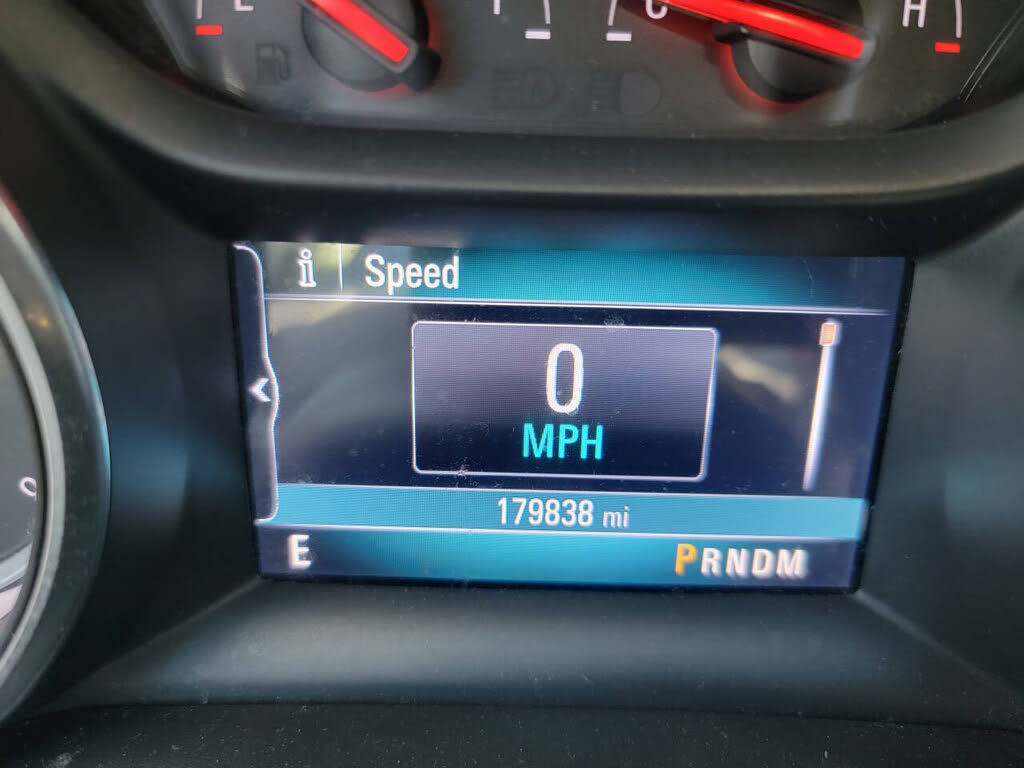 E C H
i Speed
0
MPH
179838 mi
E PRNDM